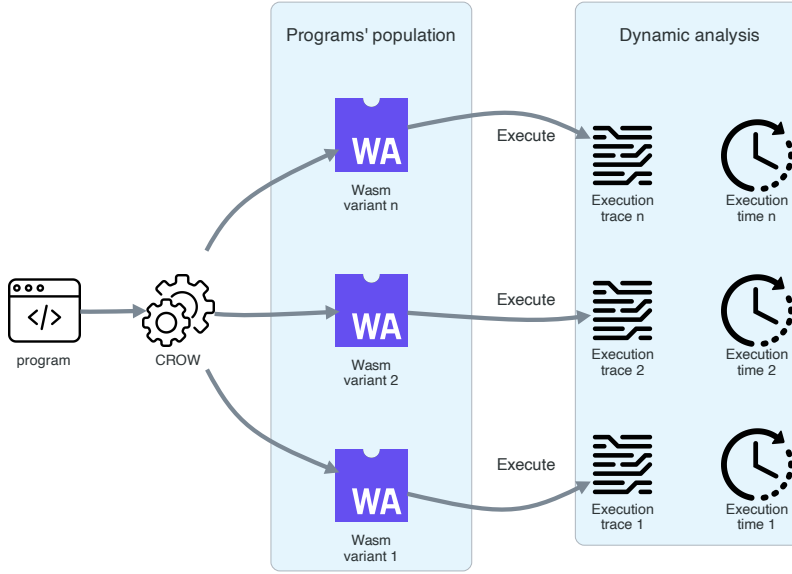 Programs' population
Dynamic analysis
WA
Wasm
variant n
Execute
Execution
trace n
Execution
time n
</>
program
CROW
WA
Wasm
variant 2
Execute
Execution
trace 2
Execution
time 2
WA
Wasm
variant 1
Execute
Execution
trace 1
Execution
time 1